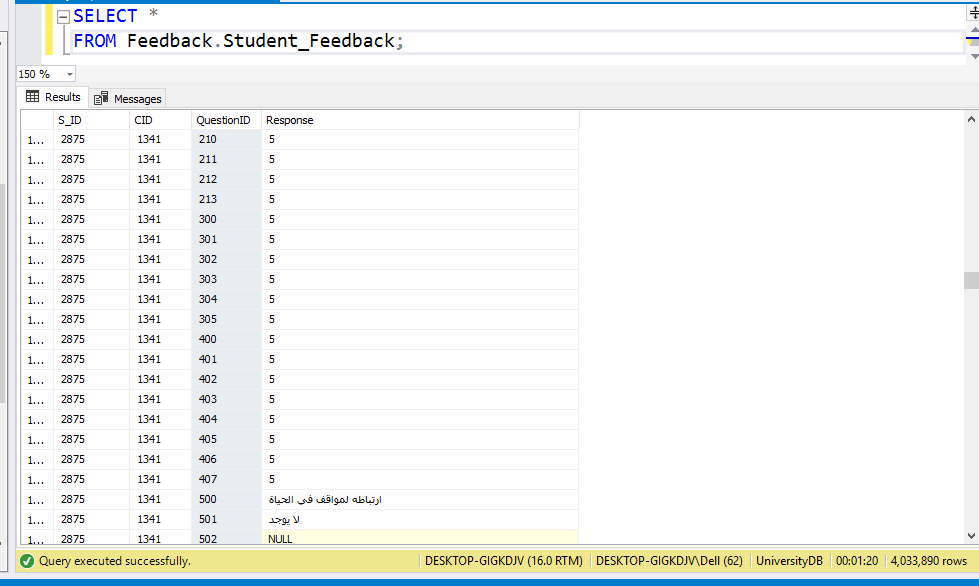 SELECT *
FROM Feedback.Student_Feedback;
150 %
Results Messages
S_ID CID QuestionID Response
1... 2875 1341 210 5
1... 2875 1341 211 5
1... 2875 1341 212 5
1... 2875 1341 213 5
1... 2875 1341 300 5
1... 2875 1341 301 5
1... 2875 1341 302 5
1... 2875 1341 303 5
1... 2875 1341 304 5
1... 2875 1341 305 5
1... 2875 1341 400 5
1... 2875 1341 401 5
1... 2875 1341 402 5
1... 2875 1341 403 5
1... 2875 1341 404 5
1... 2875 1341 405 5
1... 2875 1341 406 5
1... 2875 1341 407 5
1... 2875 1341 500 ارتباطه لمواقف في الحياة
1... 2875 1341 501 لا يوجد
1... 2875 1341 502 NULL
Query executed successfully. DESKTOP-GIGKDJV (16.0 RTM) DESKTOP-GIGKDJV\Dell (62) UniversityDB 00:01:20 4,033,890 rows